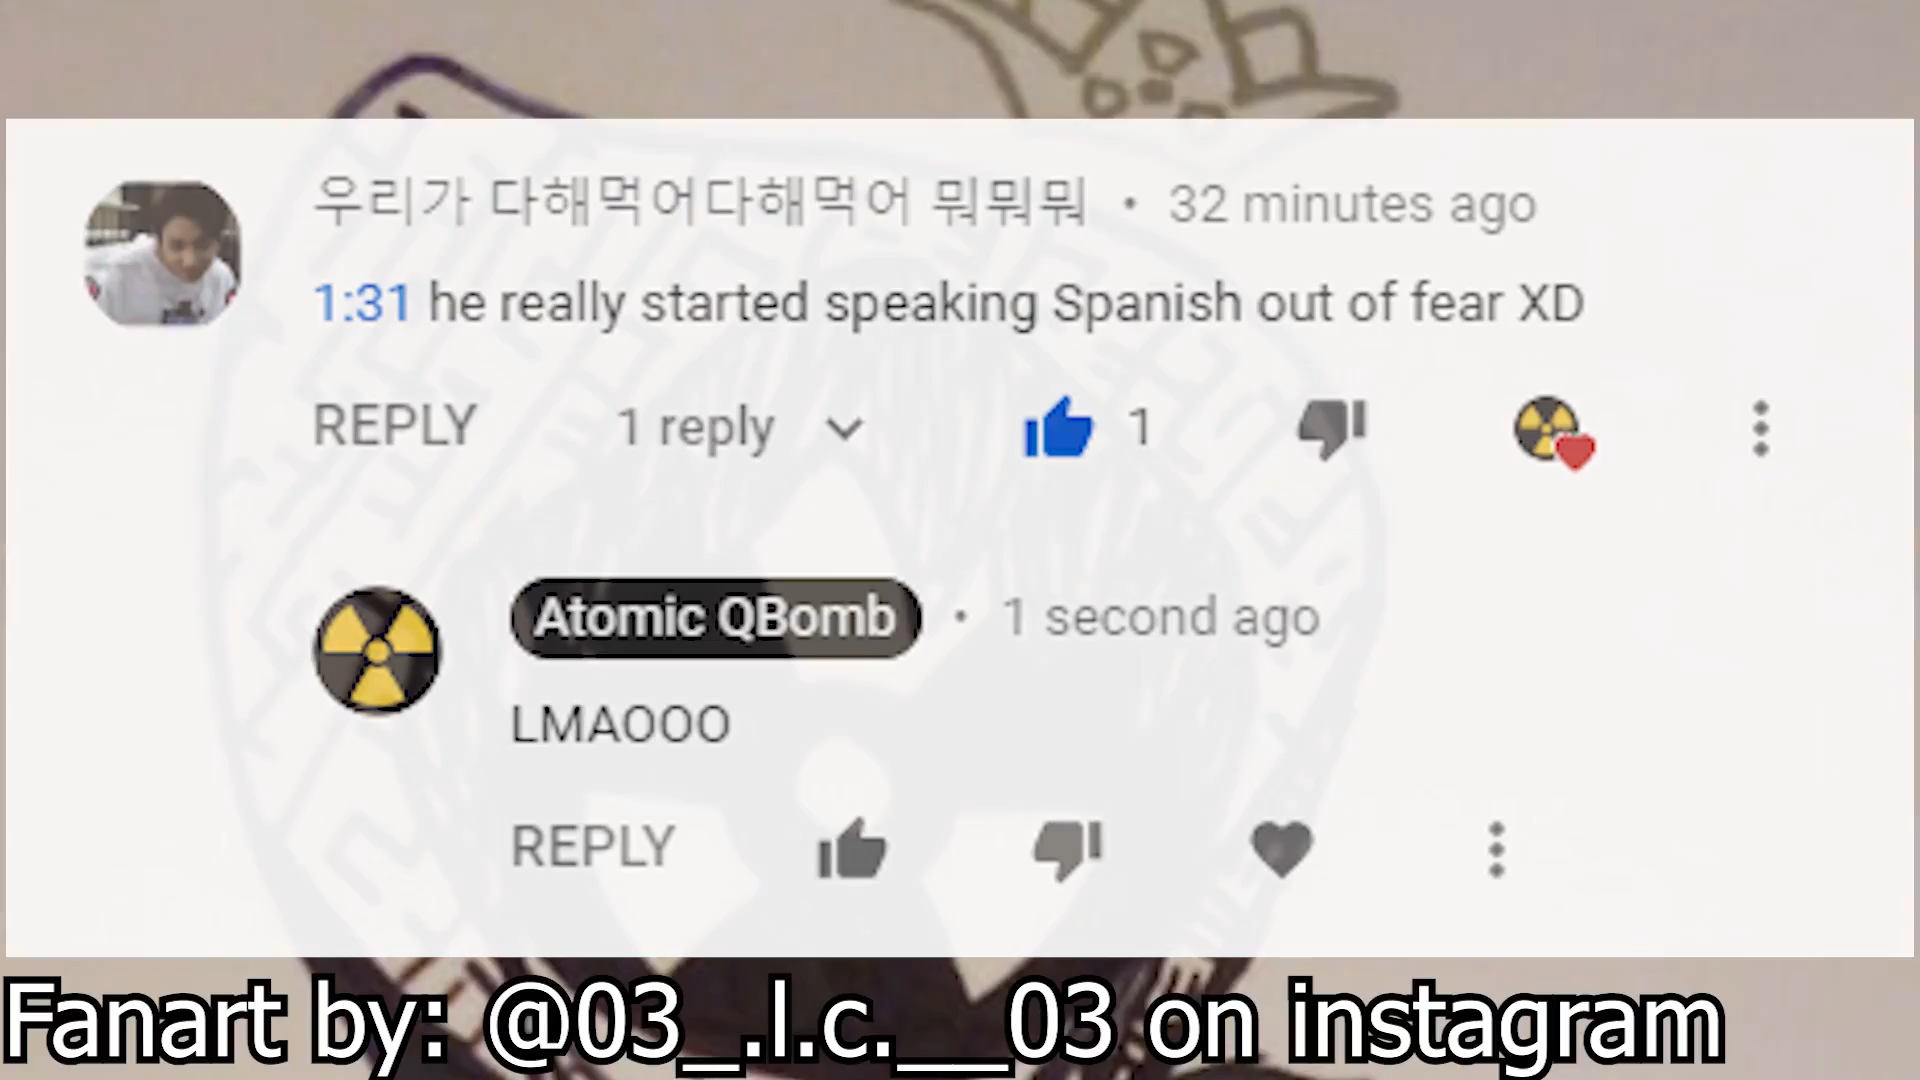 우리가 다해먹어다해먹어 뭐뭐뭐 • 32 minutes ago
1:31 he really started speaking Spanish out of fear XD
REPLY 1 reply 1
Atomic QBomb • 1 second ago
LMAOOO
REPLY
Fanart by: @03_.l.c.__03 on instagram